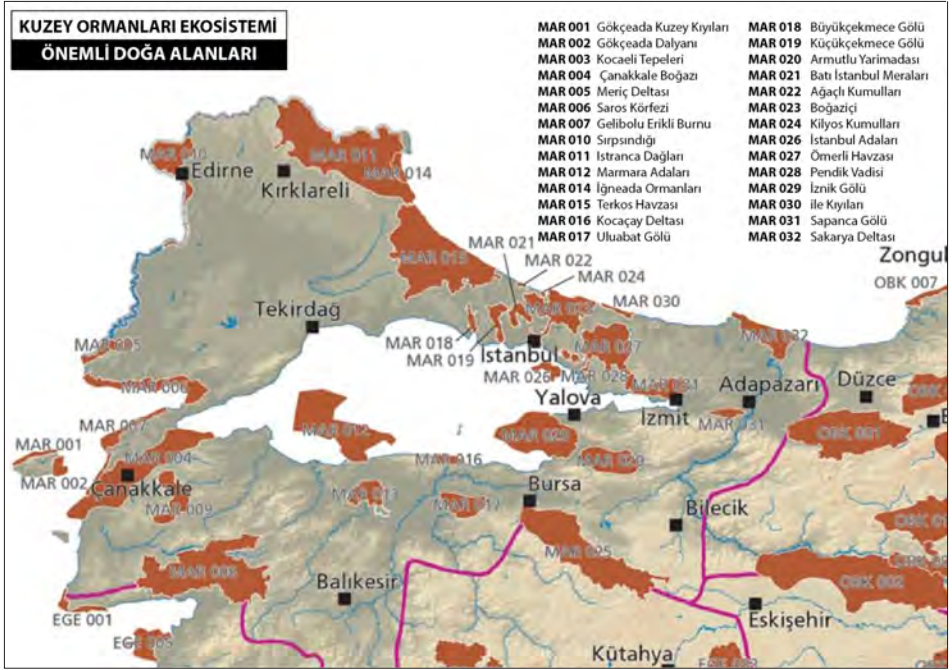 KUZEY ORMANLARI EKOSİSTEMİ
ÖNEMLİ DOĞA ALANLARI
MAR 001 Gökçeada Kuzey Kıyıları
MAR 002 Gökçeada Dalyanı
MAR 003 Kocaeli Tepeleri
MAR 004 Çanakkale Boğazı
MAR 005 Meriç Deltası
MAR 006 Saros Körfezi
MAR 007 Gelibolu Erikli Burnu
MAR 010 Sırpsındığı
MAR 011 Istranca Dağları
MAR 012 Marmara Adaları
MAR 014 İğneada Ormanları
MAR 015 Terkos Havzası
MAR 016 Kocaçay Deltası
MAR 017 Uluabat Gölü
MAR 018 Büyükçekmece Gölü
MAR 019 Küçükçekmece Gölü
MAR 020 Armutlu Yarimadası
MAR 021 Batı İstanbul Meraları
MAR 022 Ağaçlı Kumulları
MAR 023 Boğaziçi
MAR 024 Kilyos Kumulları
MAR 026 İstanbul Adaları
MAR 027 Ömerli Havzası
MAR 028 Pendik Vadisi
MAR 029 İznik Gölü
MAR 030 ile Kıyıları
MAR 031 Sapanca Gölü
MAR 032 Sakarya Deltası
MAR 010
Edirne
MAR 011
MAR 014
Kırklareli
Zongul
OBK 007
MAR 015
MAR 021
MAR 022
MAR 024
MAR 030
Tekirdağ
MAR 018
MAR 019
İstanbul
MAR 027
MAR 032
MAR 005
MAR 026
MAR 028
MAR 006
Yalova
İzmit
Adapazarı
Düzce
MAR 031
OBK 001
MAR 007
MAR 012
MAR 001
MAR 002
MAR 004
Çanakkale
MAR 016
MAR 029
MAR 009
MAR 013
MAR 017
Bursa
Bilecik
MAR 025
Balıkesir
OBK 002
EGE 001
EGE 005
Eskişehir
Kütahya